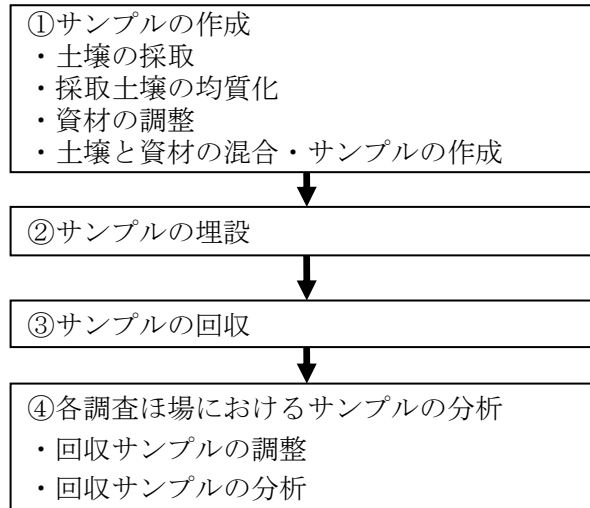 ①サンプルの作成
・土壌の採取
・採取土壌の均質化
・資材の調整
・土壌と資材の混合・サンプルの作成
②サンプルの埋設
③サンプルの回収
④各調査ほ場におけるサンプルの分析
・回収サンプルの調整
・回収サンプルの分析